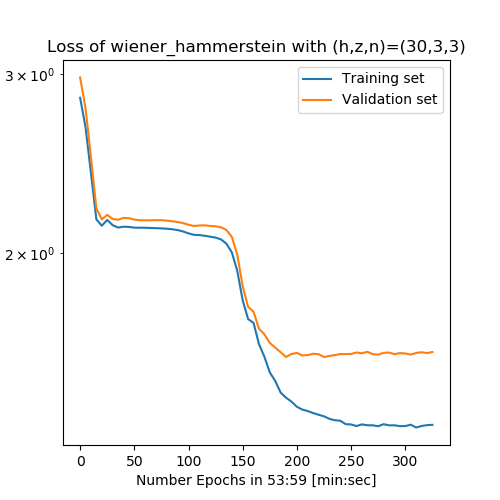 Loss of wiener_hammerstein with (h,z,n)=(30,3,3)
Training set
Validation set
3 × 10⁰
2 × 10⁰
0 50 100 150 200 250 300
Number Epochs in 53:59 [min:sec]